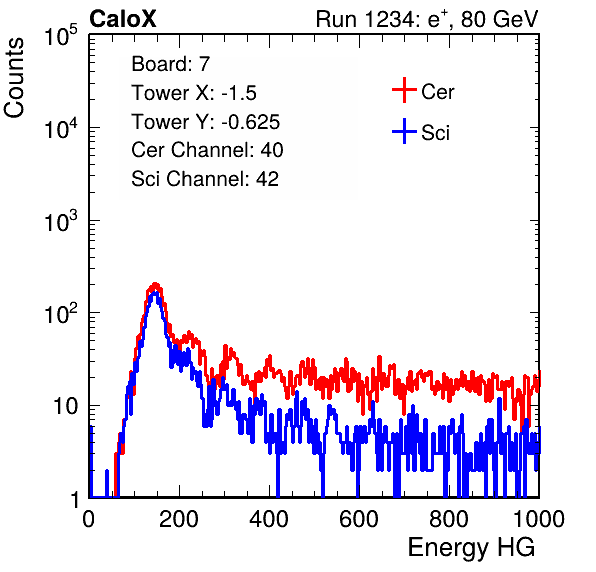 CaloX Run 1234: e+, 80 GeV
Counts
10^5
10^4
10^3
10^2
10
1
Board: 7
Tower X: -1.5
Tower Y: -0.625
Cer Channel: 40
Sci Channel: 42
Cer
Sci
0 200 400 600 800 1000
Energy HG